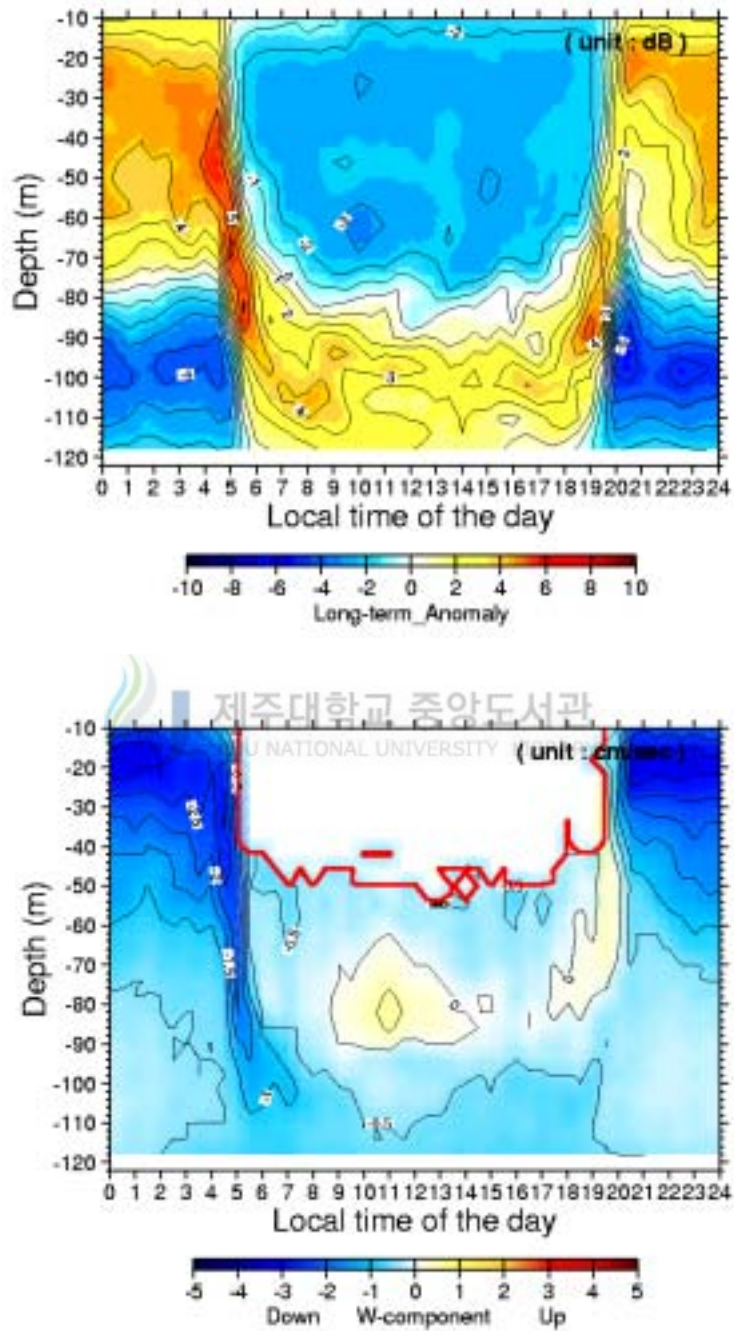 ( unit : dB )
-10
-20
-30
-40
-50
-60
-70
-80
-90
-100
-110
-120
Depth (m)
0 1 2 3 4 5 6 7 8 9 10 11 12 13 14 15 16 17 18 19 20 21 22 23 24
Local time of the day
-10 -8 -6 -4 -2 0 2 4 6 8 10
Long-term_Anomaly
제주대학교 중앙도서관
NATIONAL UNIVERSITY
( unit : cm/sec )
-10
-20
-30
-40
-50
-60
-70
-80
-90
-100
-110
-120
Depth (m)
0 1 2 3 4 5 6 7 8 9 10 11 12 13 14 15 16 17 18 19 20 21 22 23 24
Local time of the day
-5 -4 -3 -2 -1 0 1 2 3 4 5
Down W-component Up